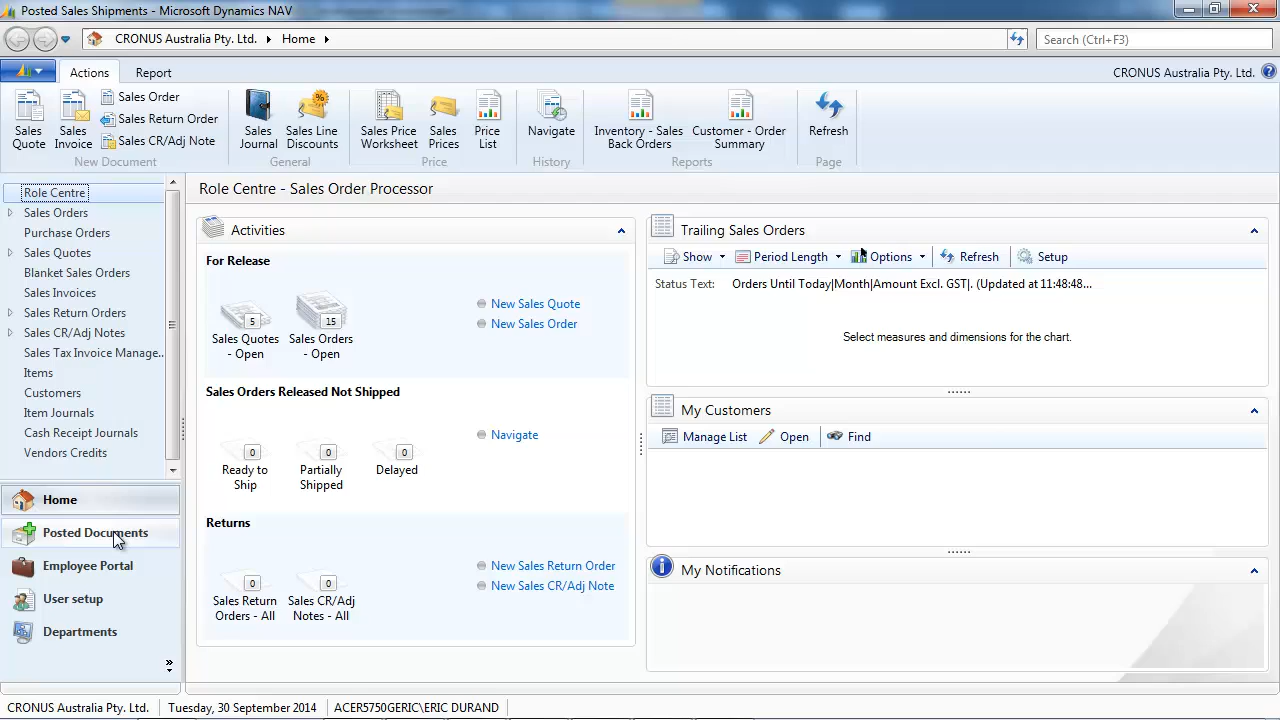 Posted Sales Shipments - Microsoft Dynamics NAV
CRONUS Australia Pty. Ltd.
Home
Search (Ctrl+F3)
Actions
Report
CRONUS Australia Pty. Ltd.
Sales
Quote
Sales
Invoice
Sales Order
Sales Return Order
Sales CR/Adj Note
New Document
Sales
Journal
Sales Line
Discounts
General
Sales Price
Worksheet
Sales
Prices
Price
List
Price
Navigate
History
Inventory - Sales
Back Orders
Customer - Order
Summary
Reports
Refresh
Page
Role Centre
Sales Orders
Purchase Orders
Sales Quotes
Blanket Sales Orders
Sales Invoices
Sales Return Orders
Sales CR/Adj Notes
Sales Tax Invoice Manage...
Items
Customers
Item Journals
Cash Receipt Journals
Vendors Credits
Home
Posted Documents
Employee Portal
User setup
Departments
Role Centre - Sales Order Processor
Activities
For Release
5
Sales Quotes
- Open
15
Sales Orders
- Open
New Sales Quote
New Sales Order
Sales Orders Released Not Shipped
0
Ready to
Ship
0
Partially
Shipped
0
Delayed
Navigate
Returns
0
Sales Return
Orders - All
0
Sales CR/Adj
Notes - All
New Sales Return Order
New Sales CR/Adj Note
Trailing Sales Orders
Show
Period Length
Options
Refresh
Setup
Status Text:
Orders Until Today|Month|Amount Excl. GST|. (Updated at 11:48:48...
Select measures and dimensions for the chart.
My Customers
Manage List
Open
Find
My Notifications
CRONUS Australia Pty. Ltd.
Tuesday, 30 September 2014
ACER5750GERIC\ERIC DURAND